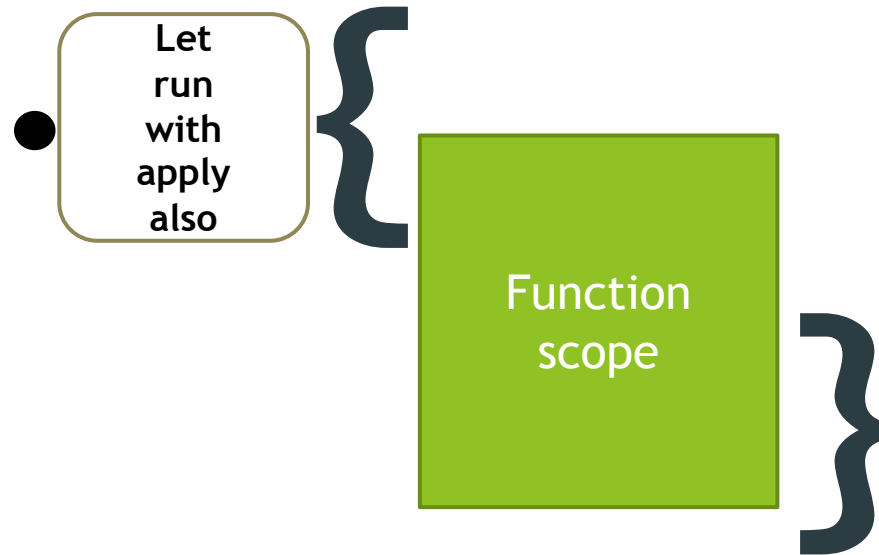 Let
run
with
apply
also
{
Function
scope
}